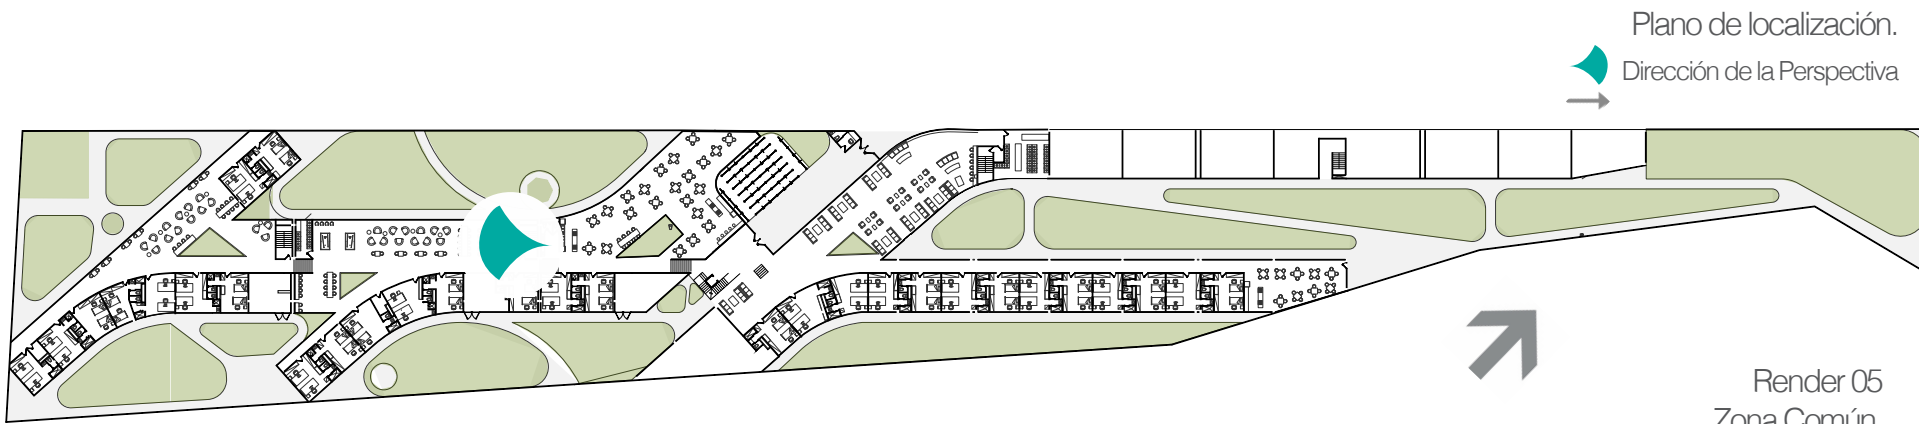 Plano de localización.
Dirección de la Perspectiva
Render 05
Zona Común.